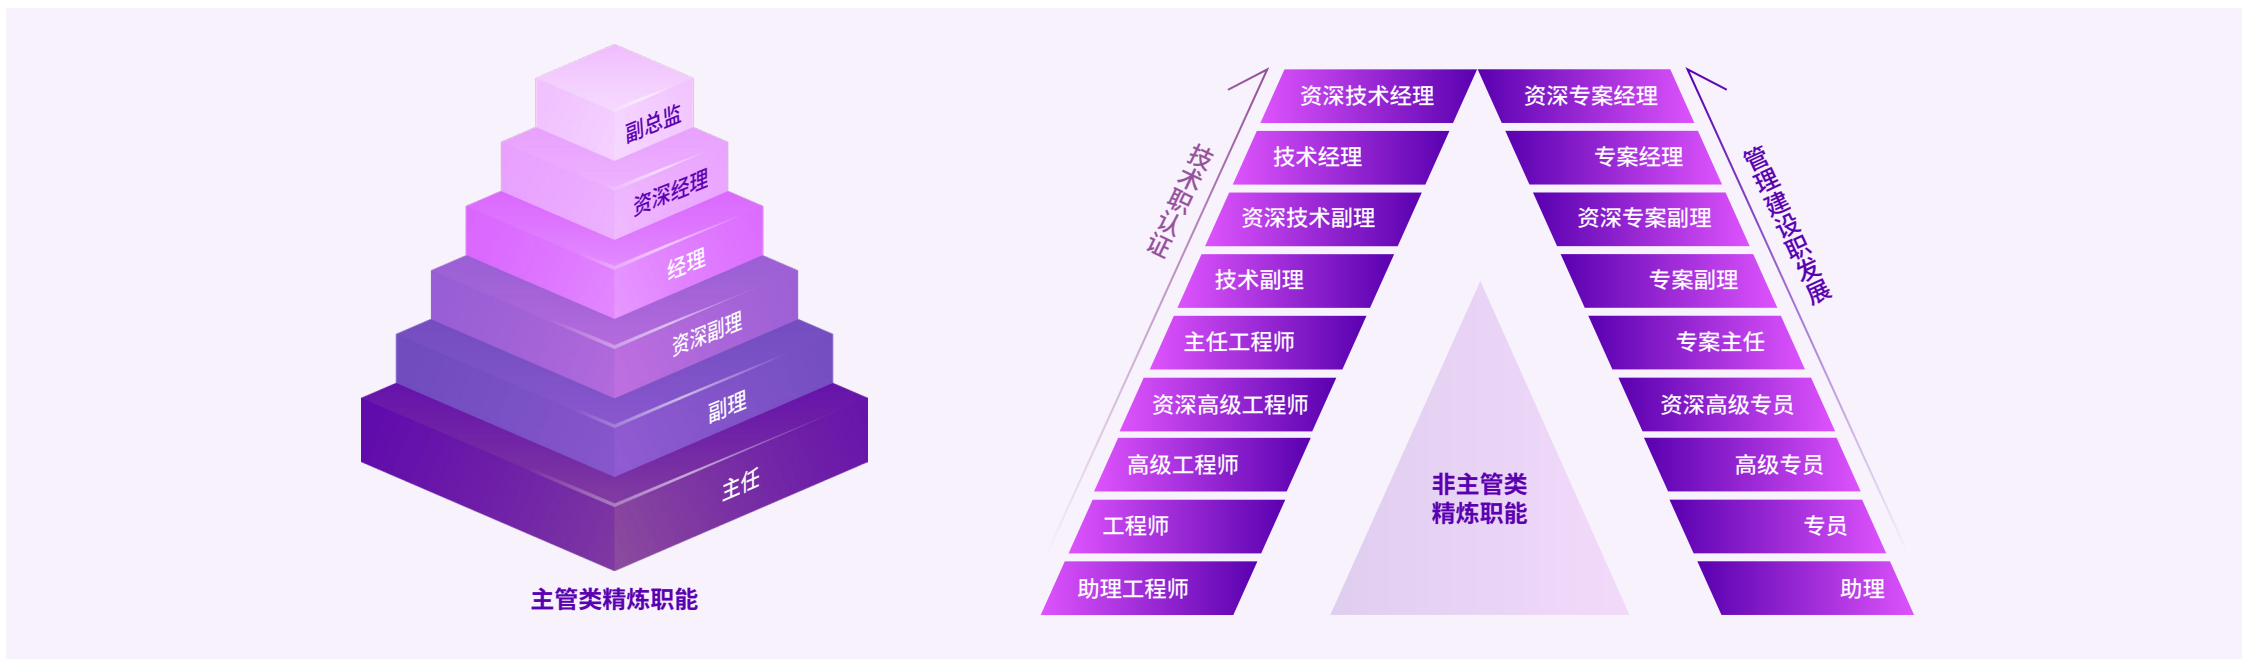 副总监
资深经理
经理
资深副理
副理
主任
主管类精炼职能
技术职认证
资深技术经理
技术经理
资深技术副理
技术副理
主任工程师
资深高级工程师
高级工程师
工程师
助理工程师
非主管类
精炼职能
资深专案经理
专案经理
资深专案副理
专案副理
专案主任
资深高级专员
高级专员
专员
助理
管理建设职发展